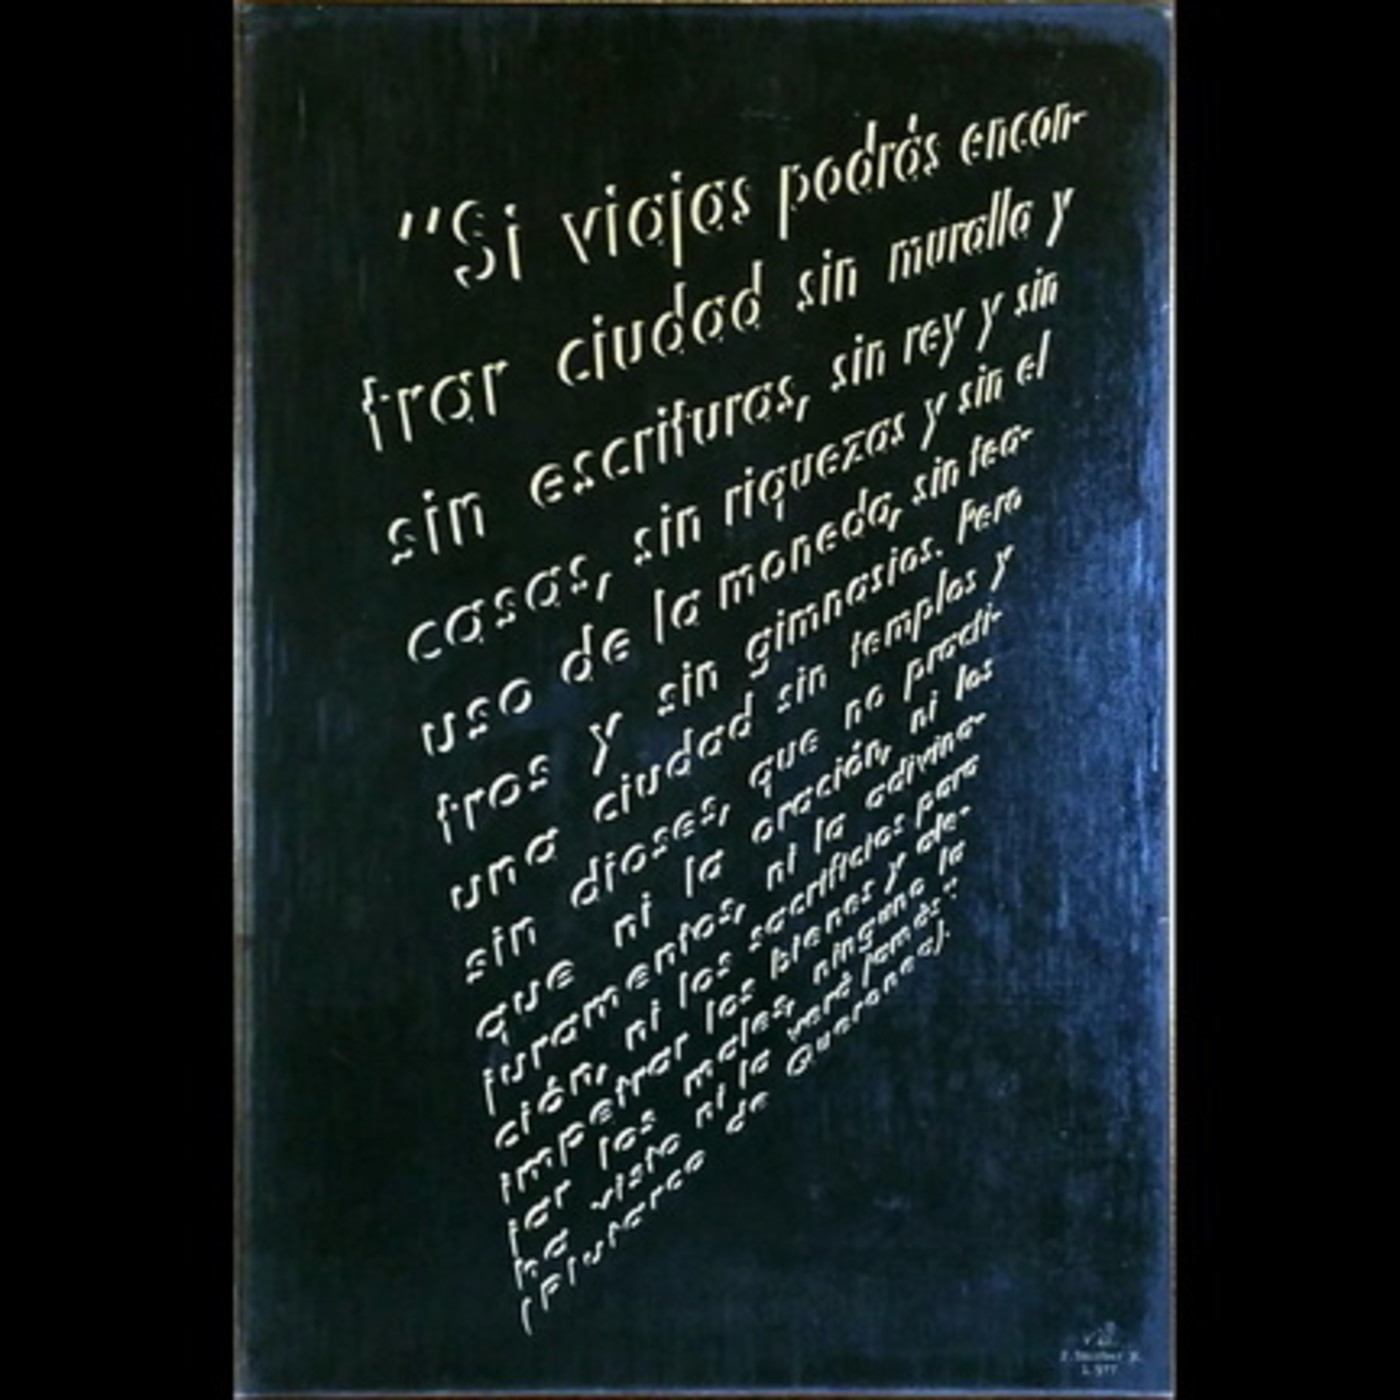 "Si viajas podrás encon-
trar ciudad sin muralla y
sin escrituras, sin rey y sin
casas, sin riquezas y sin el
uso de la moneda, sin tea-
tros y sin gimnasios. Pero
una ciudad sin templos y
sin dioses, que no practi-
que ni la oración, ni los
juramentos, ni la adivina-
ción, ni los sacrificios para
impetrar los bienes y ale-
jar los males, ninguno la
ha visto ni la verá jamás"
(Plutarco de Queronea).